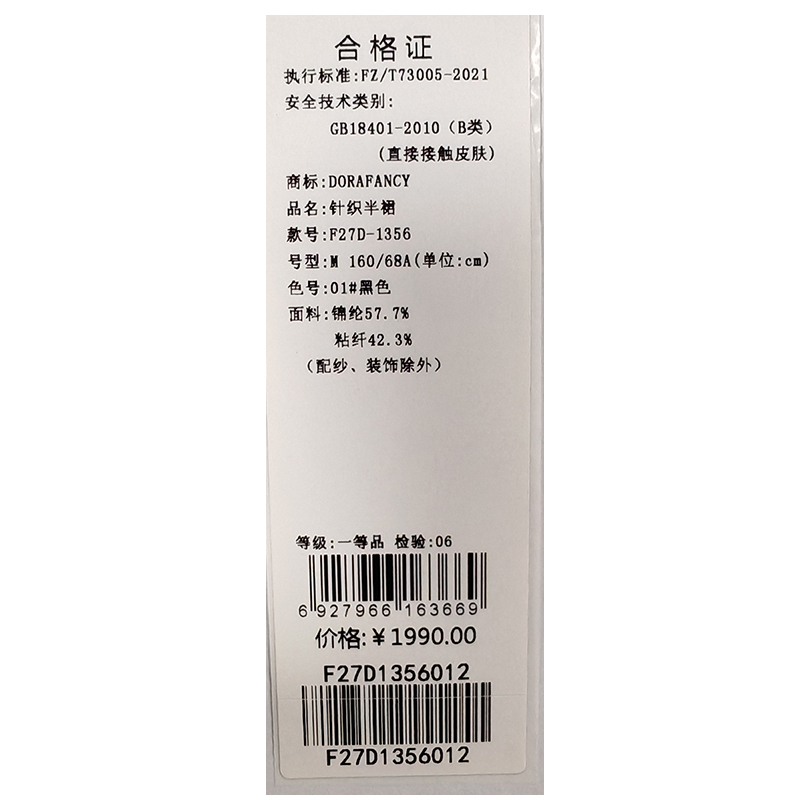 合格证
执行标准:FZ/T73005-2021
安全技术类别:
GB18401-2010（B类）
(直接接触皮肤)
商标:DORAFANCY
品名:针织半裙
款号:F27D-1356
号型:M 160/68A(单位:cm)
色号:01#黑色
面料:锦纶57.7%
粘纤42.3%
（配纱、装饰除外）
等级:一等品 检验:06
6 927966 163669
价格:￥1990.00
F27D1356012
F27D1356012